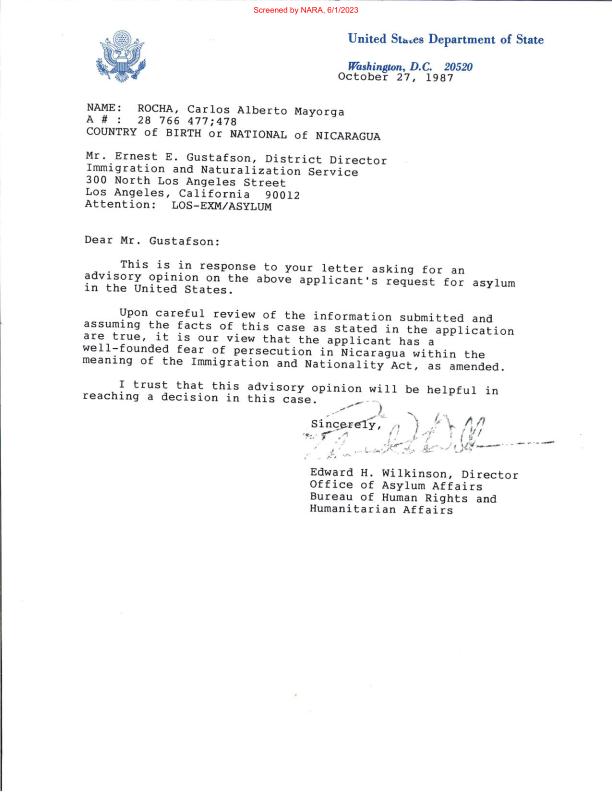 Screened by NARA, 6/1/2023
United States Department of State
Washington, D.C. 20520
October 27, 1987
NAME: ROCHA, Carlos Alberto Mayorga
A # : 28 766 477;478
COUNTRY of BIRTH or NATIONAL of NICARAGUA
Mr. Ernest E. Gustafson, District Director
Immigration and Naturalization Service
300 North Los Angeles Street
Los Angeles, California 90012
Attention: LOS-EXM/ASYLUM
Dear Mr. Gustafson:
This is in response to your letter asking for an
advisory opinion on the above applicant's request for asylum
in the United States.
Upon careful review of the information submitted and
assuming the facts of this case as stated in the application
are true, it is our view that the applicant has a
well-founded fear of persecution in Nicaragua within the
meaning of the Immigration and Nationality Act, as amended.
I trust that this advisory opinion will be helpful in
reaching a decision in this case.
Sincerely,
Edward H. Wilkinson, Director
Office of Asylum Affairs
Bureau of Human Rights and
Humanitarian Affairs